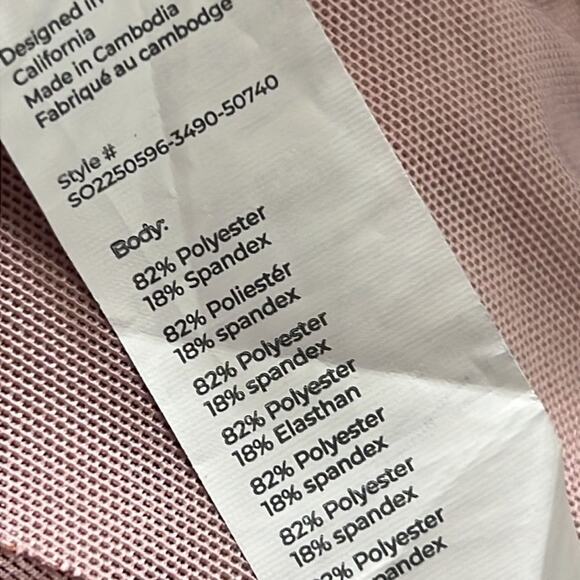 Designed in
California
Made in Cambodia
Fabriqué au cambodge
Style #
SO2250596-3490-50740
Body:
82% Polyester
18% Spandex
82% Poliestér
18% spandex
82% Polyester
18% spandex
82% Polyester
18% Elasthan
82% Polyester
18% spandex
82% Polyester
18% spandex
Polyester